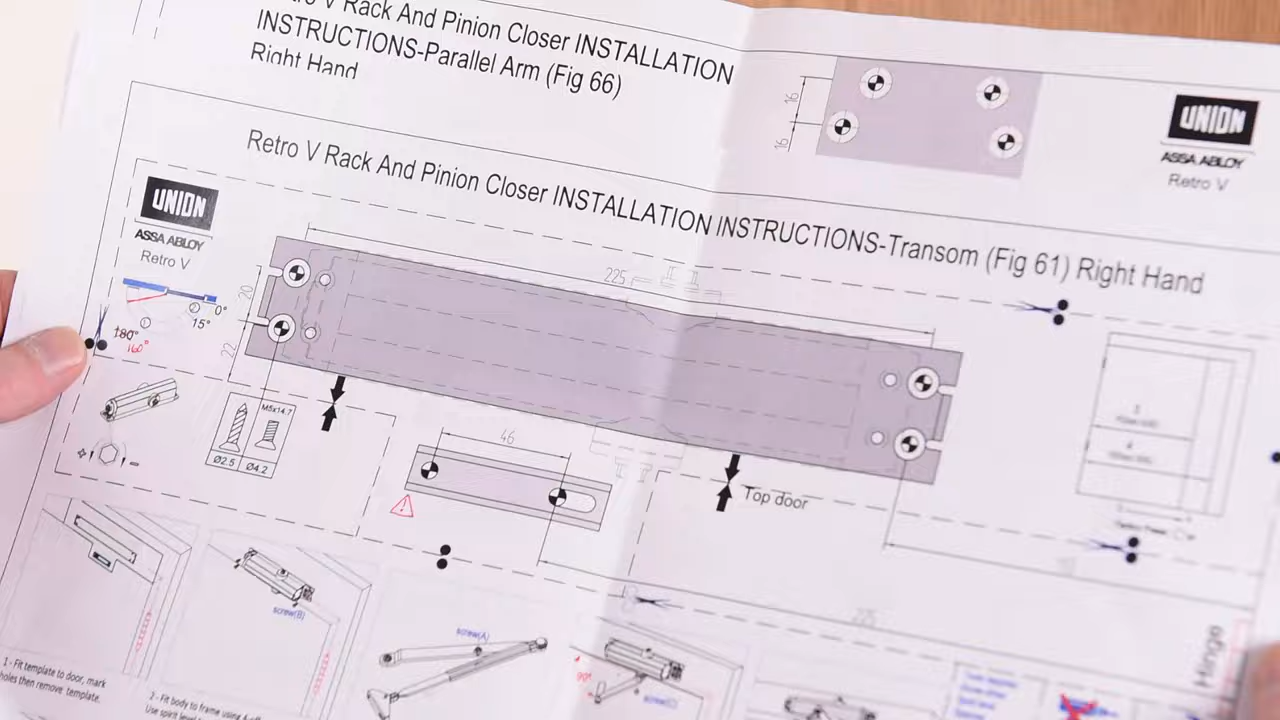 V Rack And Pinion Closer INSTALLATION
INSTRUCTIONS-Parallel Arm (Fig 66)
Right Hand
16
16
UNION
ASSA ABLOY
Retro V
Retro V Rack And Pinion Closer INSTALLATION INSTRUCTIONS-Transom (Fig 61) Right Hand
UNION
ASSA ABLOY
Retro V
225
20
22
0°
2
15°
1
180°
160°
M5x14.7
Ø2.5
Ø4.2
46
Top door
225
Hinge
screw(B)
screw(A)
90°
1 - Fit template to door, mark
holes then remove template.
2 - Fit body to frame using
Use spirit level